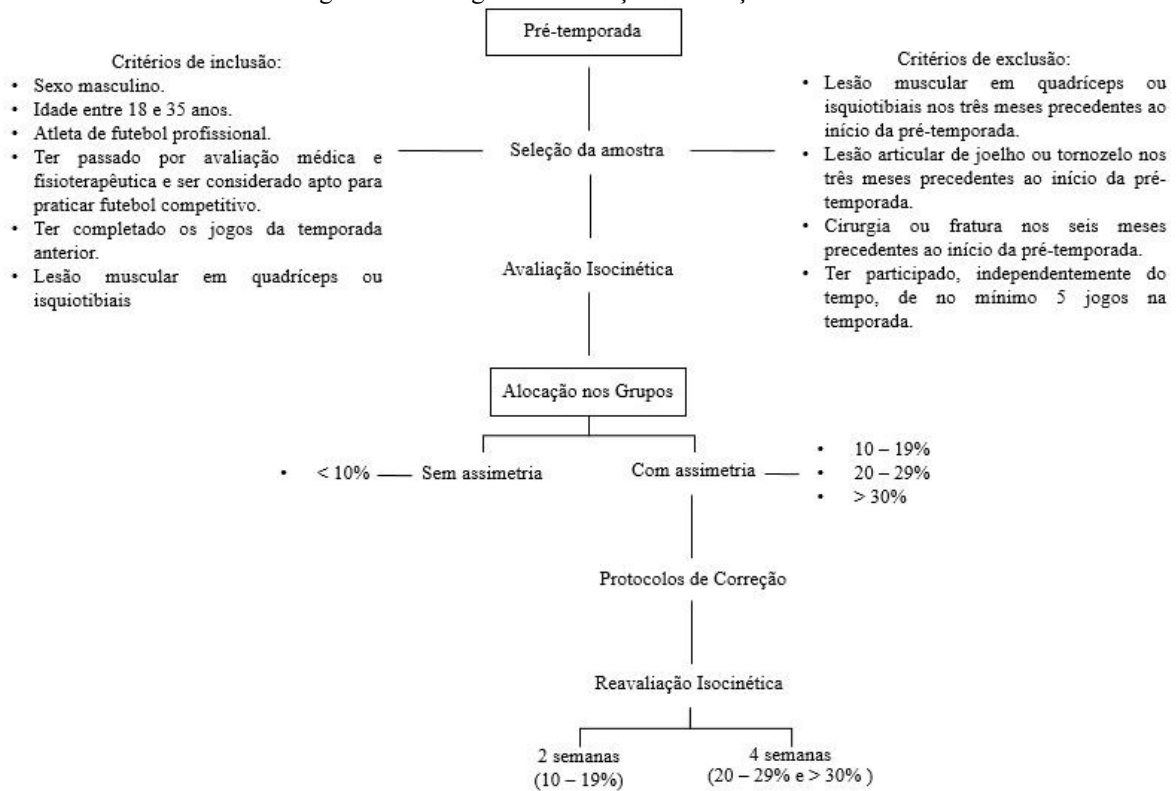 Pré-temporada
Critérios de inclusão:
• Sexo masculino.
• Idade entre 18 e 35 anos.
• Atleta de futebol profissional.
• Ter passado por avaliação médica e
fisioterapêutica e ser considerado apto para
praticar futebol competitivo.
• Ter completado os jogos da temporada
anterior.
• Lesão muscular em quadríceps ou
isquiotibiais
Seleção da amostra
Critérios de exclusão:
• Lesão muscular em quadríceps ou
isquiotibiais nos três meses precedentes ao
início da pré-temporada.
• Lesão articular de joelho ou tornozelo nos
três meses precedentes ao início da pré-
temporada.
• Cirurgia ou fratura nos seis meses
precedentes ao início da pré-temporada.
• Ter participado, independentemente do
tempo, de no mínimo 5 jogos na
temporada.
Avaliação Isocinética
Alocação nos Grupos
• < 10%
Sem assimetria
Com assimetria
• 10 – 19%
• 20 – 29%
• > 30%
Protocolos de Correção
Reavaliação Isocinética
2 semanas
(10 – 19%)
4 semanas
(20 – 29% e > 30% )